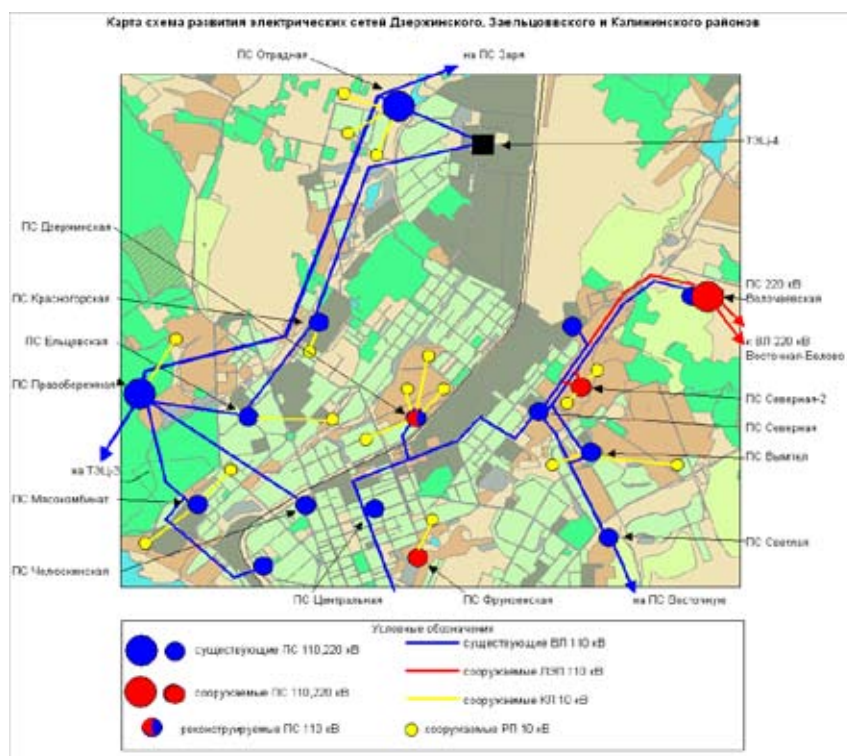 Карта схема развития электрических сетей Дзержинского, Заельцовского и Калининского районов
ПС Отрадная
на ПС Заря
ТЭЦ-4
ПС Дзержинская
ПС 220 кВ
Волочаевская
ПС Красногорская
ПС Ельцовская
к ВЛ 220 кВ
Восточная-Белово
ПС Правобережная
ПС Северная-2
ПС Северная
на ТЭЦ-3
ПС Вымпел
ПС Мясокомбинат
ПС Светлая
ПС Челюскинская
ПС Центральная
ПС Фрунзенская
на ПС Восточную
Условные обозначения
существующие ПС 110,220 кВ
существующие ВЛ 110 кВ
сооружаемые ПС 110,220 кВ
сооружаемые ЛЭП 110 кВ
сооружаемые КЛ 10 кВ
реконструируемые ПС 110 кВ
сооружаемые РП 10 кВ